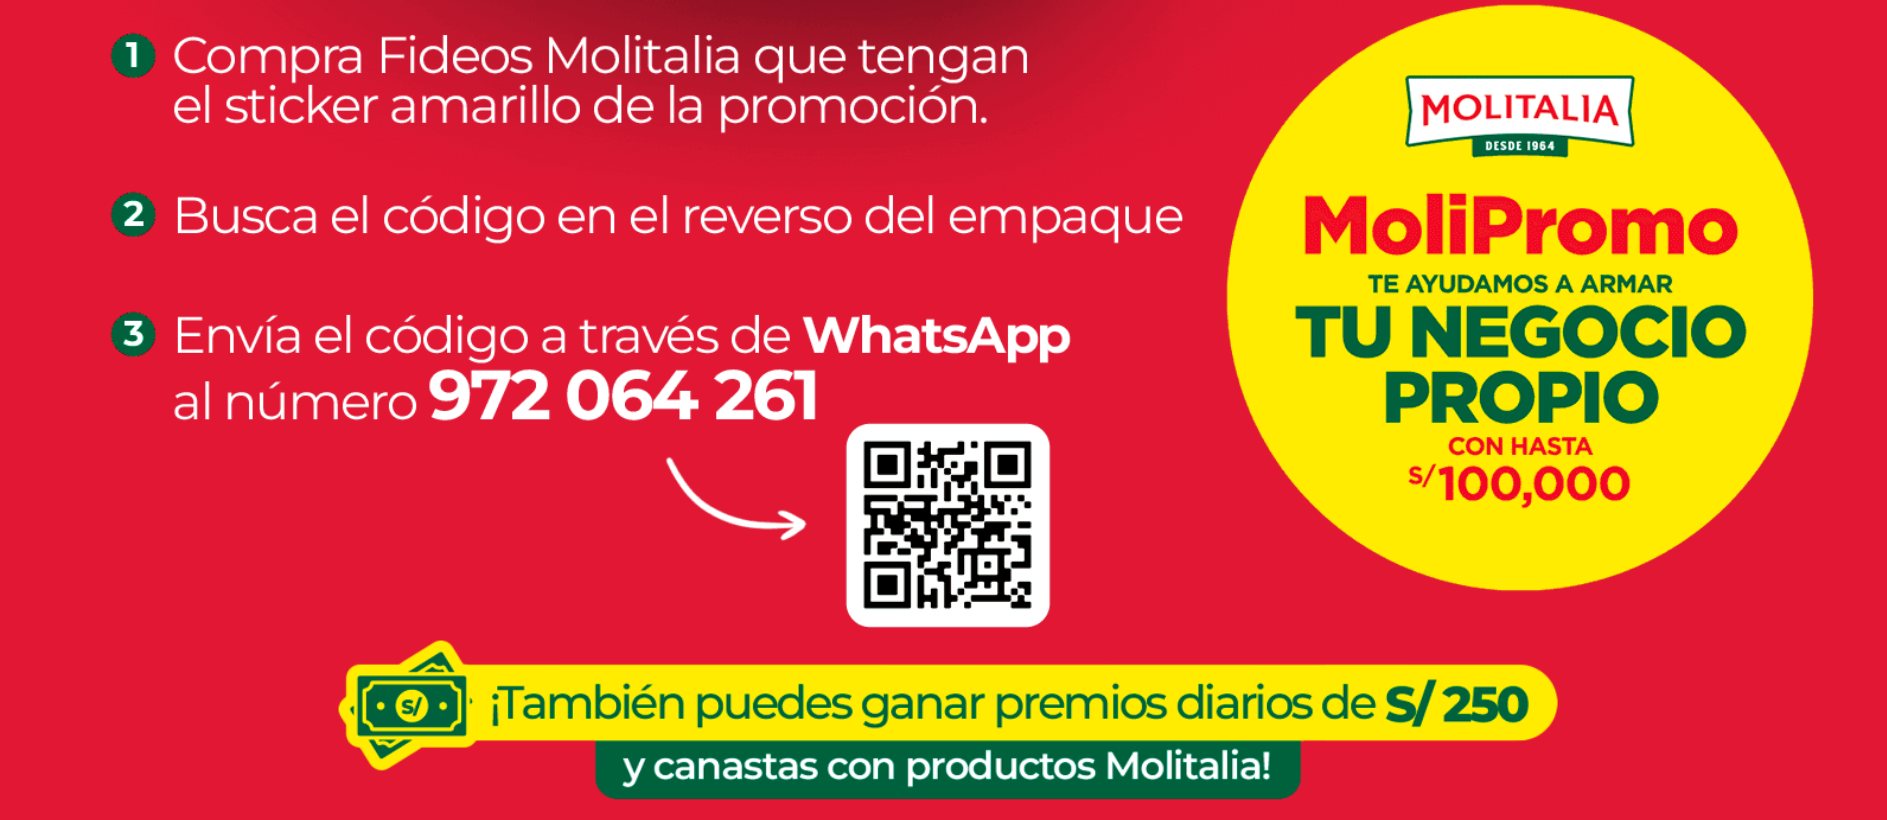 1 Compra Fideos Molitalia que tengan
el sticker amarillo de la promoción.
2 Busca el código en el reverso del empaque
3 Envía el código a través de WhatsApp
al número 972 064 261
MOLITALIA
DESDE 1964
MoliPromo
TE AYUDAMOS A ARMAR
TU NEGOCIO
PROPIO
CON HASTA
S/100,000
S/
¡También puedes ganar premios diarios de S/ 250
y canastas con productos Molitalia!